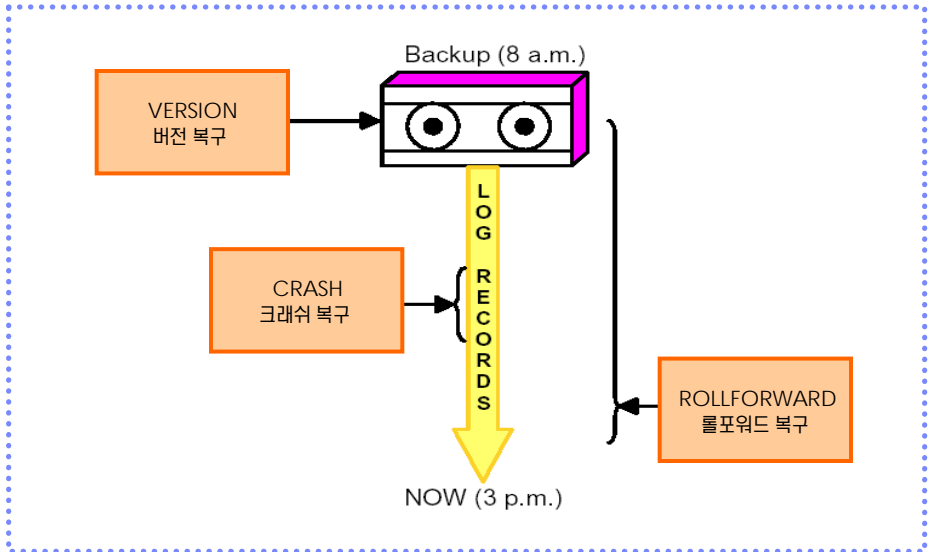 Backup (8 a.m.)
VERSION
버전 복구
LOG RECORDS
CRASH
크래쉬 복구
ROLLFORWARD
롤포워드 복구
NOW (3 p.m.)